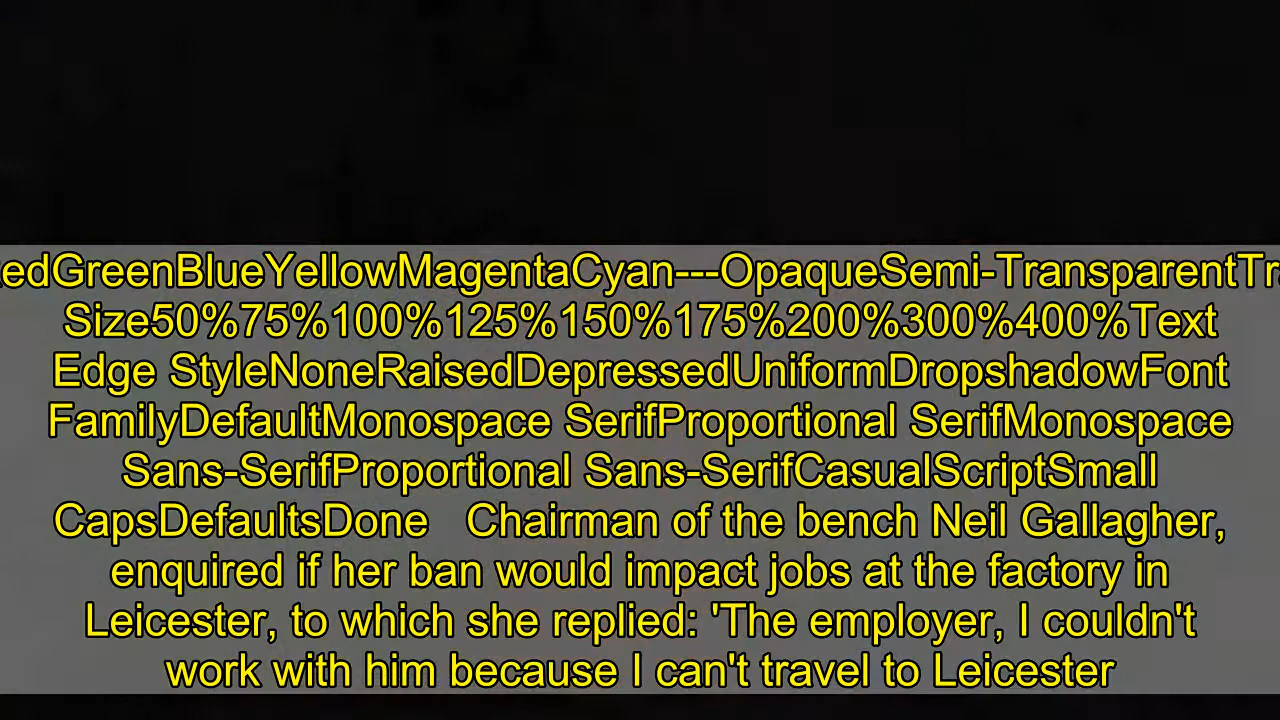 edGreenBlueYellowMagentaCyan---OpaqueSemi-TransparentTr
Size50%75%100%125%150%175%200%300%400%Text
Edge StyleNoneRaisedDepressedUniformDropshadowFont
FamilyDefaultMonospace SerifProportional SerifMonospace
Sans-SerifProportional Sans-SerifCasualScriptSmall
CapsDefaultsDone   Chairman of the bench Neil Gallagher,
enquired if her ban would impact jobs at the factory in
Leicester, to which she replied: 'The employer, I couldn't
work with him because I can't travel to Leicester